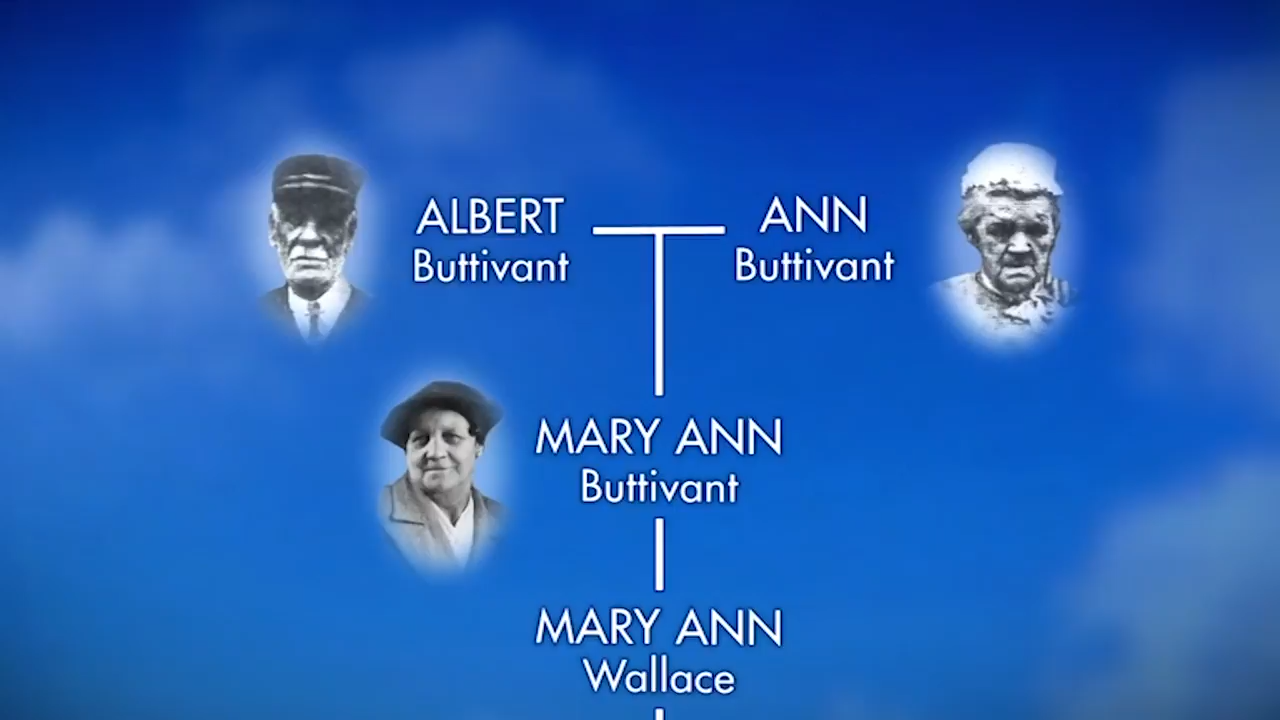 ALBERT
Buttivant
ANN
Buttivant
MARY ANN
Buttivant
MARY ANN
Wallace